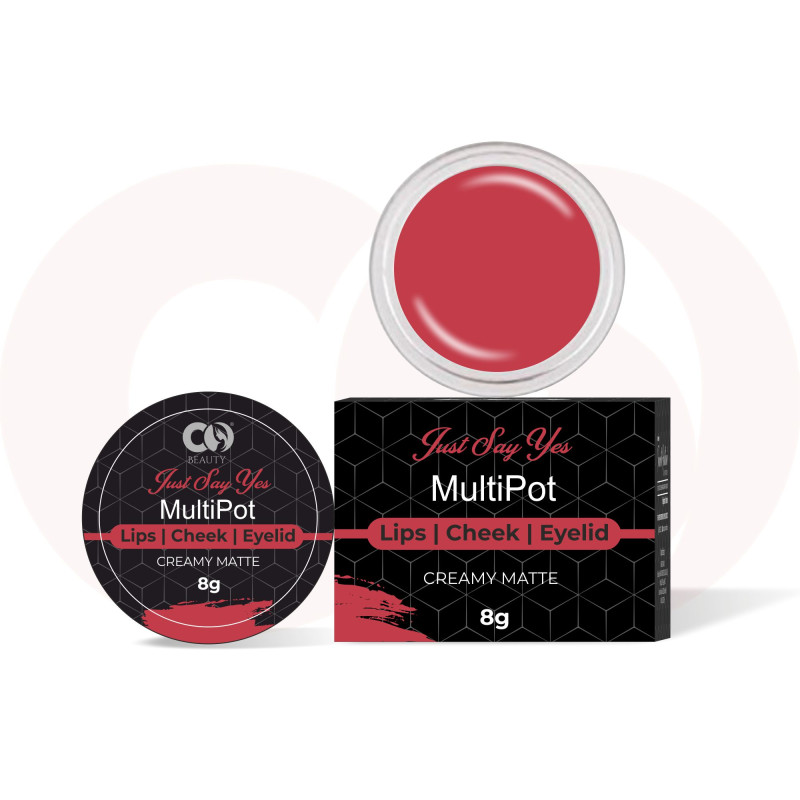 CO
BEAUTY
Just Say Yes
MultiPot
Lips | Cheek | Eyelid
CREAMY MATTE
8g
Just Say Yes
MultiPot
Lips | Cheek | Eyelid
CREAMY MATTE
8g